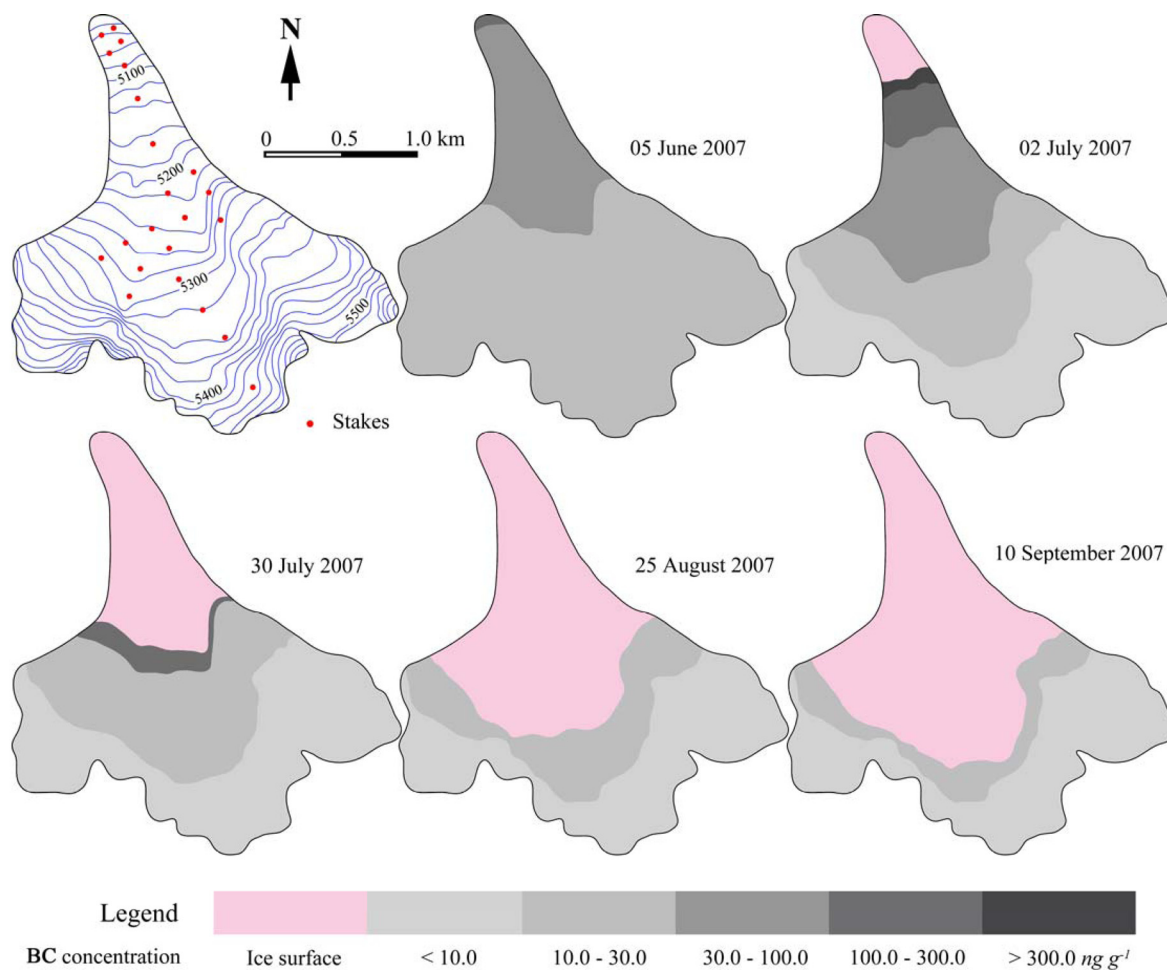 N
0 0.5 1.0 km
5100
5200
5300
5400
5500
Stakes
05 June 2007
02 July 2007
30 July 2007
25 August 2007
10 September 2007
Legend
BC concentration Ice surface < 10.0 10.0 - 30.0 30.0 - 100.0 100.0 - 300.0 > 300.0 ng g⁻¹